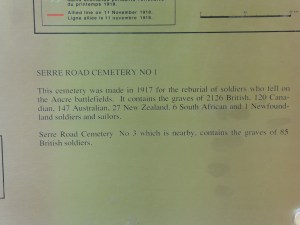 du printemps 1918.
Allied line on 11 November 1918.
Ligne alliée le 11 novembre 1918.
SERRE ROAD CEMETERY NO 1
This cemetery was made in 1917 for the reburial of soldiers who fell on
the Ancre battlefields. It contains the graves of 2126 British, 120 Cana-
dian, 147 Australian, 27 New Zealand, 6 South African and 1 Newfound-
land soldiers and sailors.
Serre Road Cemetery No 3 which is nearby, contains the graves of 85
British soldiers.